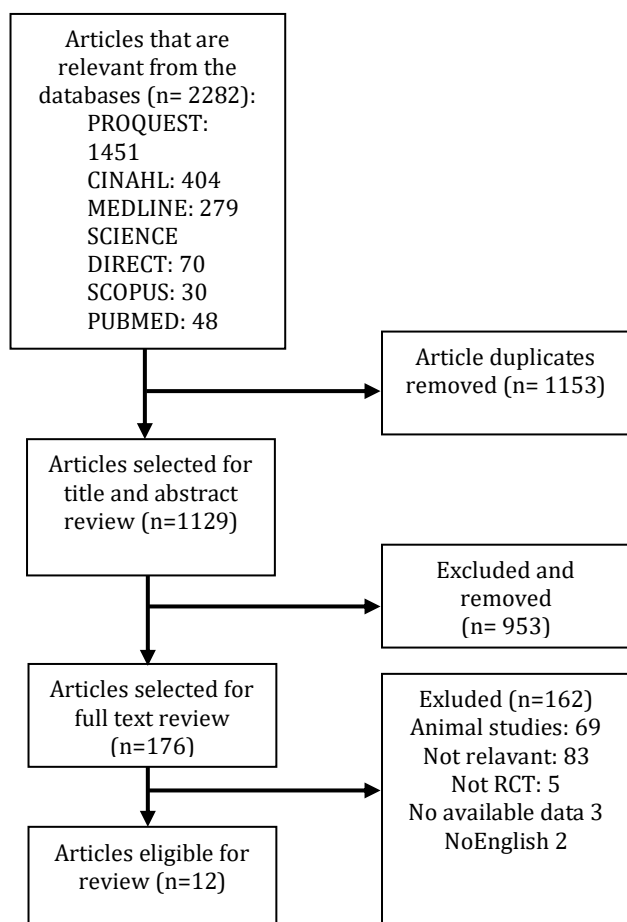 Articles that are
relevant from the
databases (n= 2282):
PROQUEST:
1451
CINAHL: 404
MEDLINE: 279
SCIENCE
DIRECT: 70
SCOPUS: 30
PUBMED: 48
Article duplicates
removed (n= 1153)
Articles selected for
title and abstract
review (n=1129)
Excluded and
removed
(n= 953)
Articles selected for
full text review
(n=176)
Exluded (n=162)
Animal studies: 69
Not relavant: 83
Not RCT: 5
No available data 3
NoEnglish 2
Articles eligible for
review (n=12)